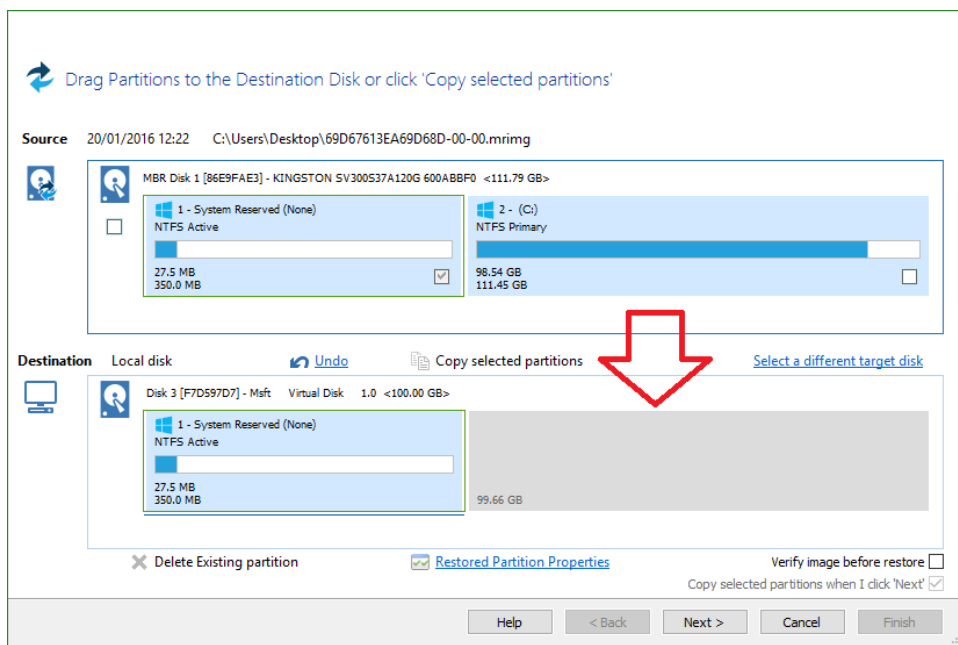 Drag Partitions to the Destination Disk or click 'Copy selected partitions'
Source 20/01/2016 12:22 C:\Users\Desktop\69D67613EA69D68D-00-00.mrimg
MBR Disk 1 [86E9FAE3] - KINGSTON SV300S37A120G 600ABBF0 <111.79 GB>
1 - System Reserved (None)
NTFS Active
27.5 MB
350.0 MB
2 - (C:)
NTFS Primary
98.54 GB
111.45 GB
Destination Local disk Undo Copy selected partitions Select a different target disk
Disk 3 [F7D597D7] - Msft Virtual Disk 1.0 <100.00 GB>
1 - System Reserved (None)
NTFS Active
27.5 MB
350.0 MB
99.66 GB
Delete Existing partition Restored Partition Properties Verify image before restore
Copy selected partitions when I click 'Next'
Help < Back Next > Cancel Finish